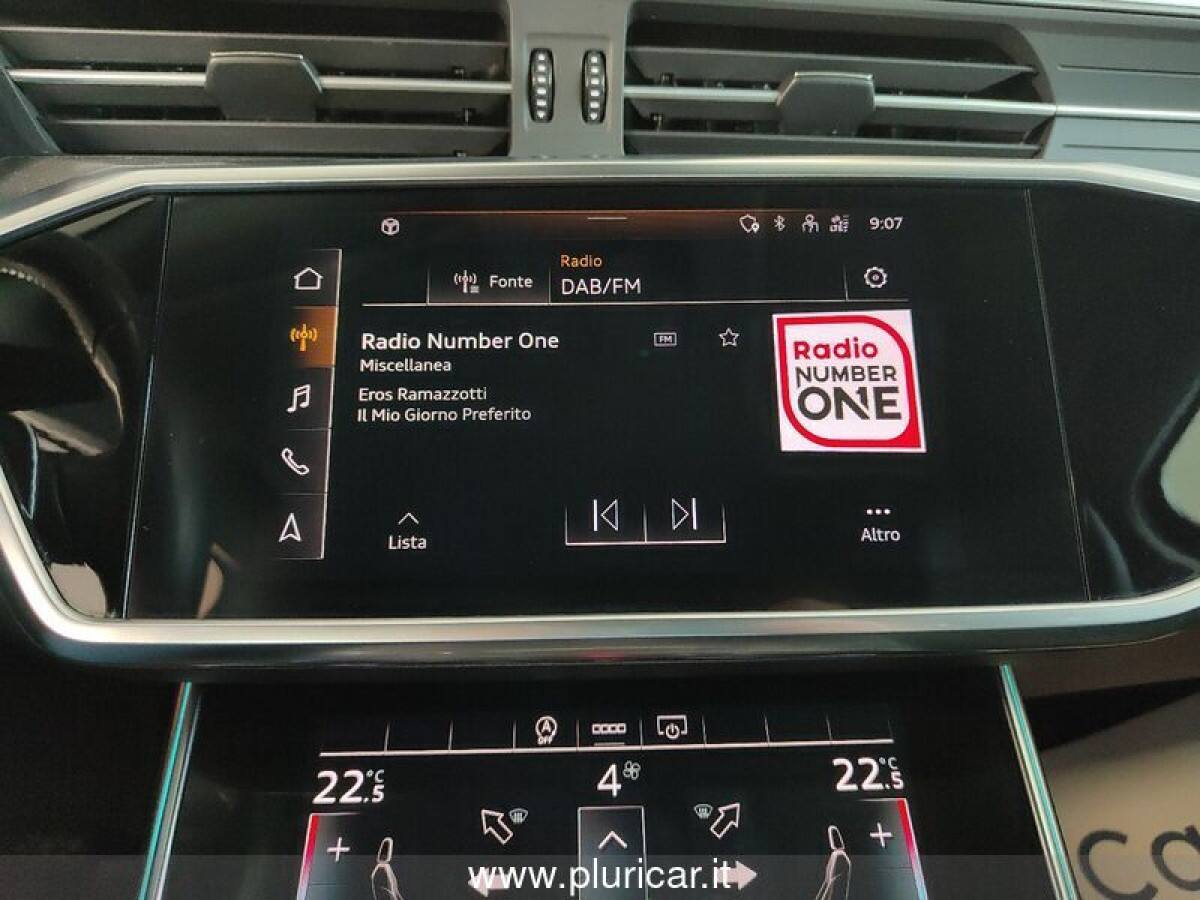 9:07
Radio
Fonte
DAB/FM
Radio Number One
FM
Miscellanea
Eros Ramazzotti
Il Mio Giorno Preferito
Radio
NUMBER
ONE
Lista
Altro
A
OFF
22.5 °C
4
22.5 °C
+
+
www.pluricar.it
Ca